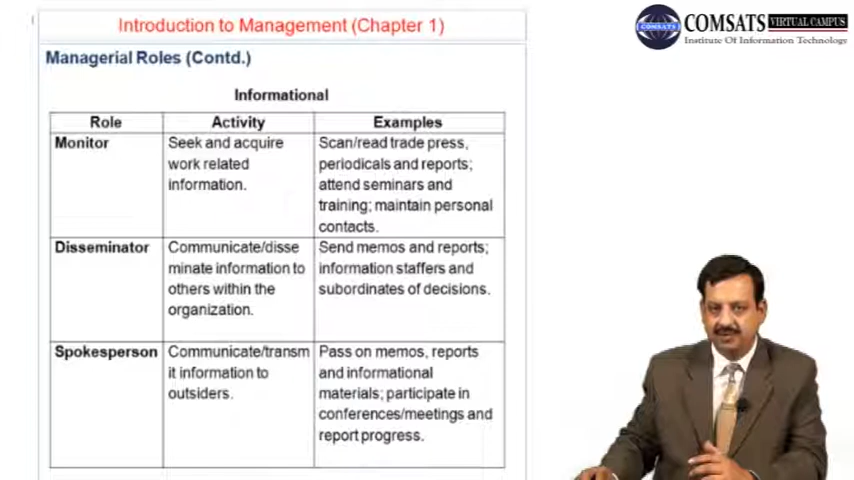 Introduction to Management (Chapter 1)
COMSATS VIRTUAL CAMPUS
COMSATS
Institute Of Information Technology
Managerial Roles (Contd.)
Informational
Role Activity Examples
Monitor Seek and acquire Scan/read trade press,
work related periodicals and reports;
information. attend seminars and
training; maintain personal
contacts.
Disseminator Communicate/disse Send memos and reports;
minate information to information staffers and
others within the subordinates of decisions.
organization.
Spokesperson Communicate/transm Pass on memos, reports
it information to and informational
outsiders. materials; participate in
conferences/meetings and
report progress.